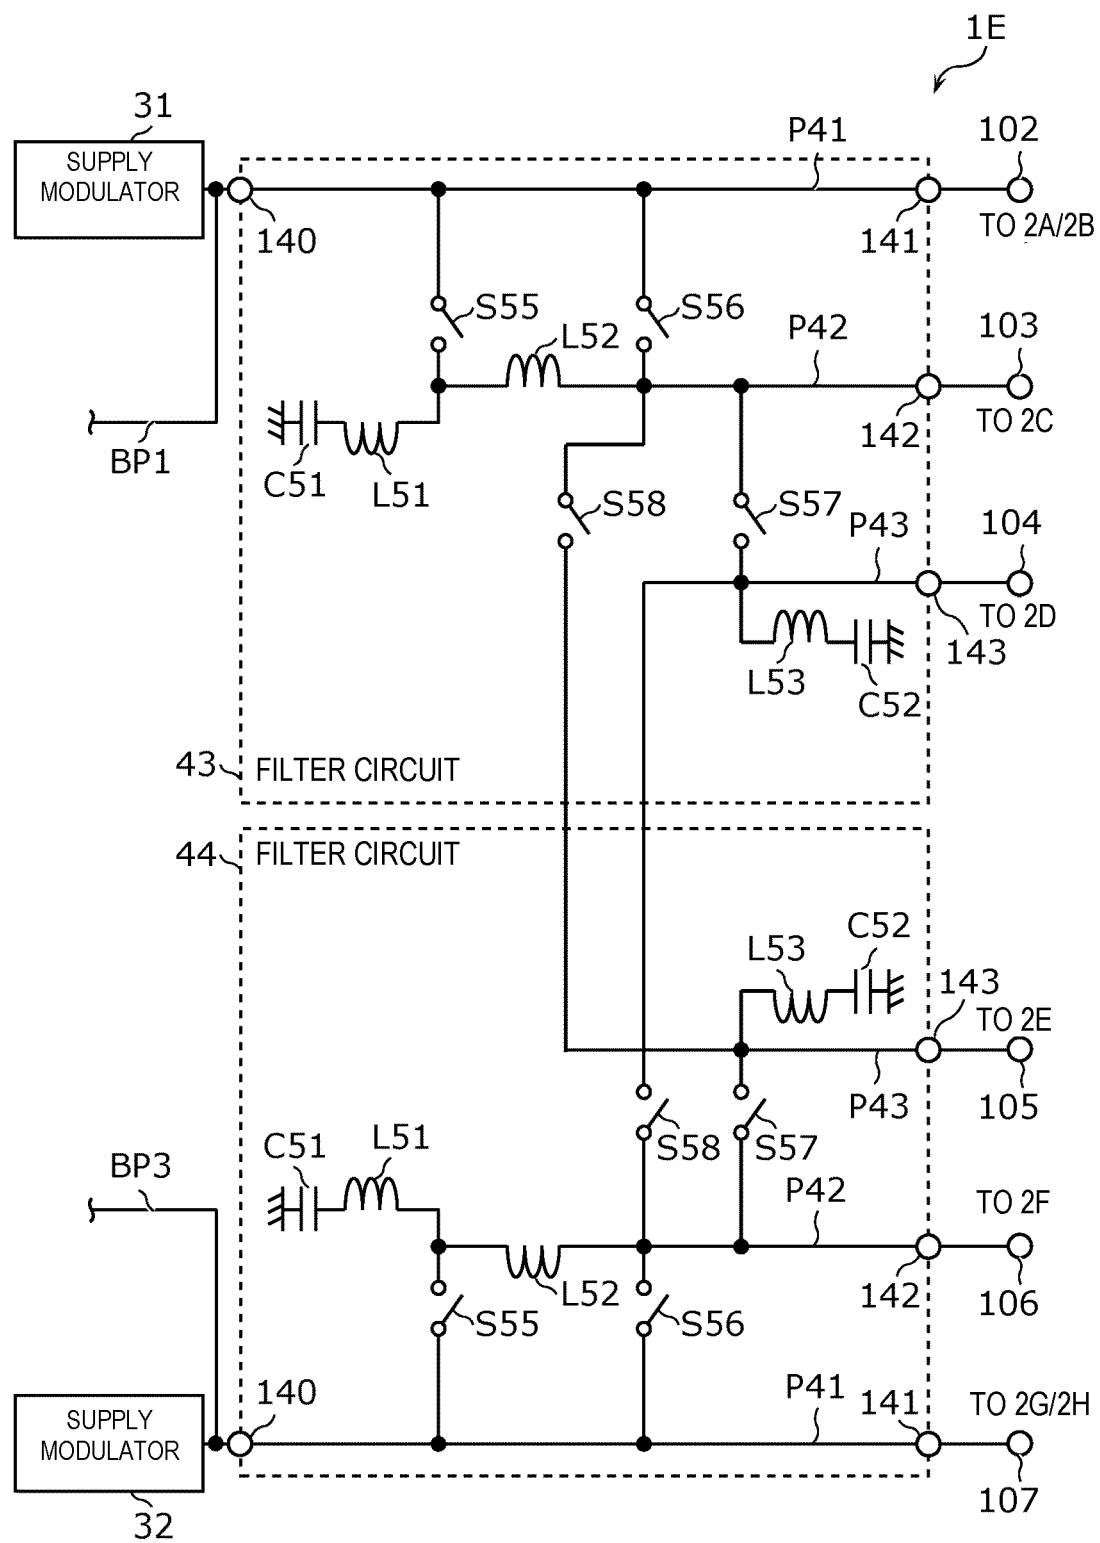 1E
31
SUPPLY
MODULATOR
P41
102
140
141
TO 2A/2B
S55
S56
L52
P42
103
142
TO 2C
BP1
C51
L51
S58
S57
P43
104
TO 2D
143
L53
C52
43
FILTER CIRCUIT
44
FILTER CIRCUIT
C52
L53
143
TO 2E
P43
105
C51
L51
S58
S57
BP3
P42
TO 2F
L52
142
106
S55
S56
140
P41
141
TO 2G/2H
SUPPLY
MODULATOR
32
107